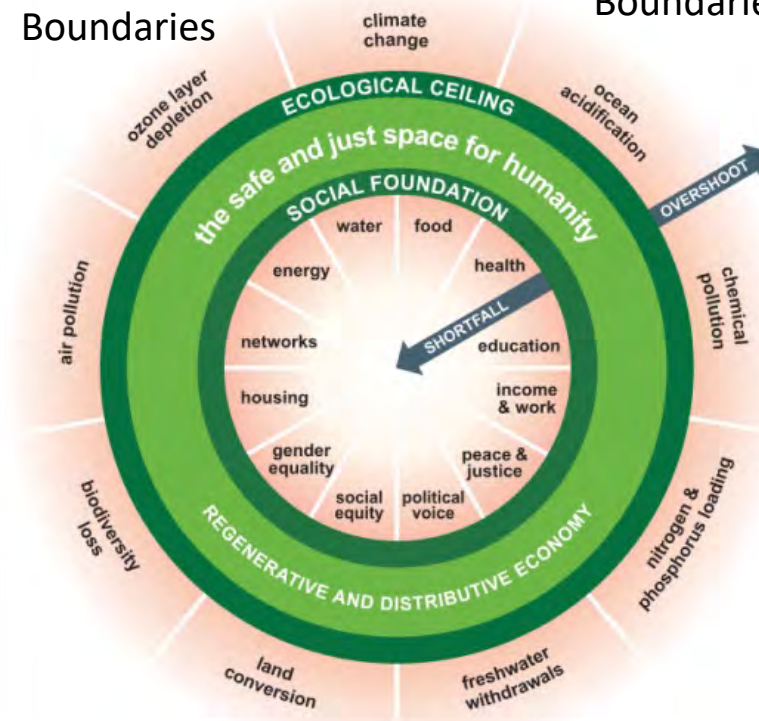 Boundaries
Boundarie
climate
change
ozone layer
depletion
ocean
acidification
ECOLOGICAL CEILING
the safe and just space for humanity
SOCIAL FOUNDATION
OVERSHOOT
water
food
energy
health
SHORTFALL
networks
education
air pollution
chemical
pollution
housing
income
& work
gender
equality
peace &
justice
social
equity
political
voice
biodiversity
loss
nitrogen &
phosphorus loading
REGENERATIVE AND DISTRIBUTIVE ECONOMY
land
conversion
freshwater
withdrawals